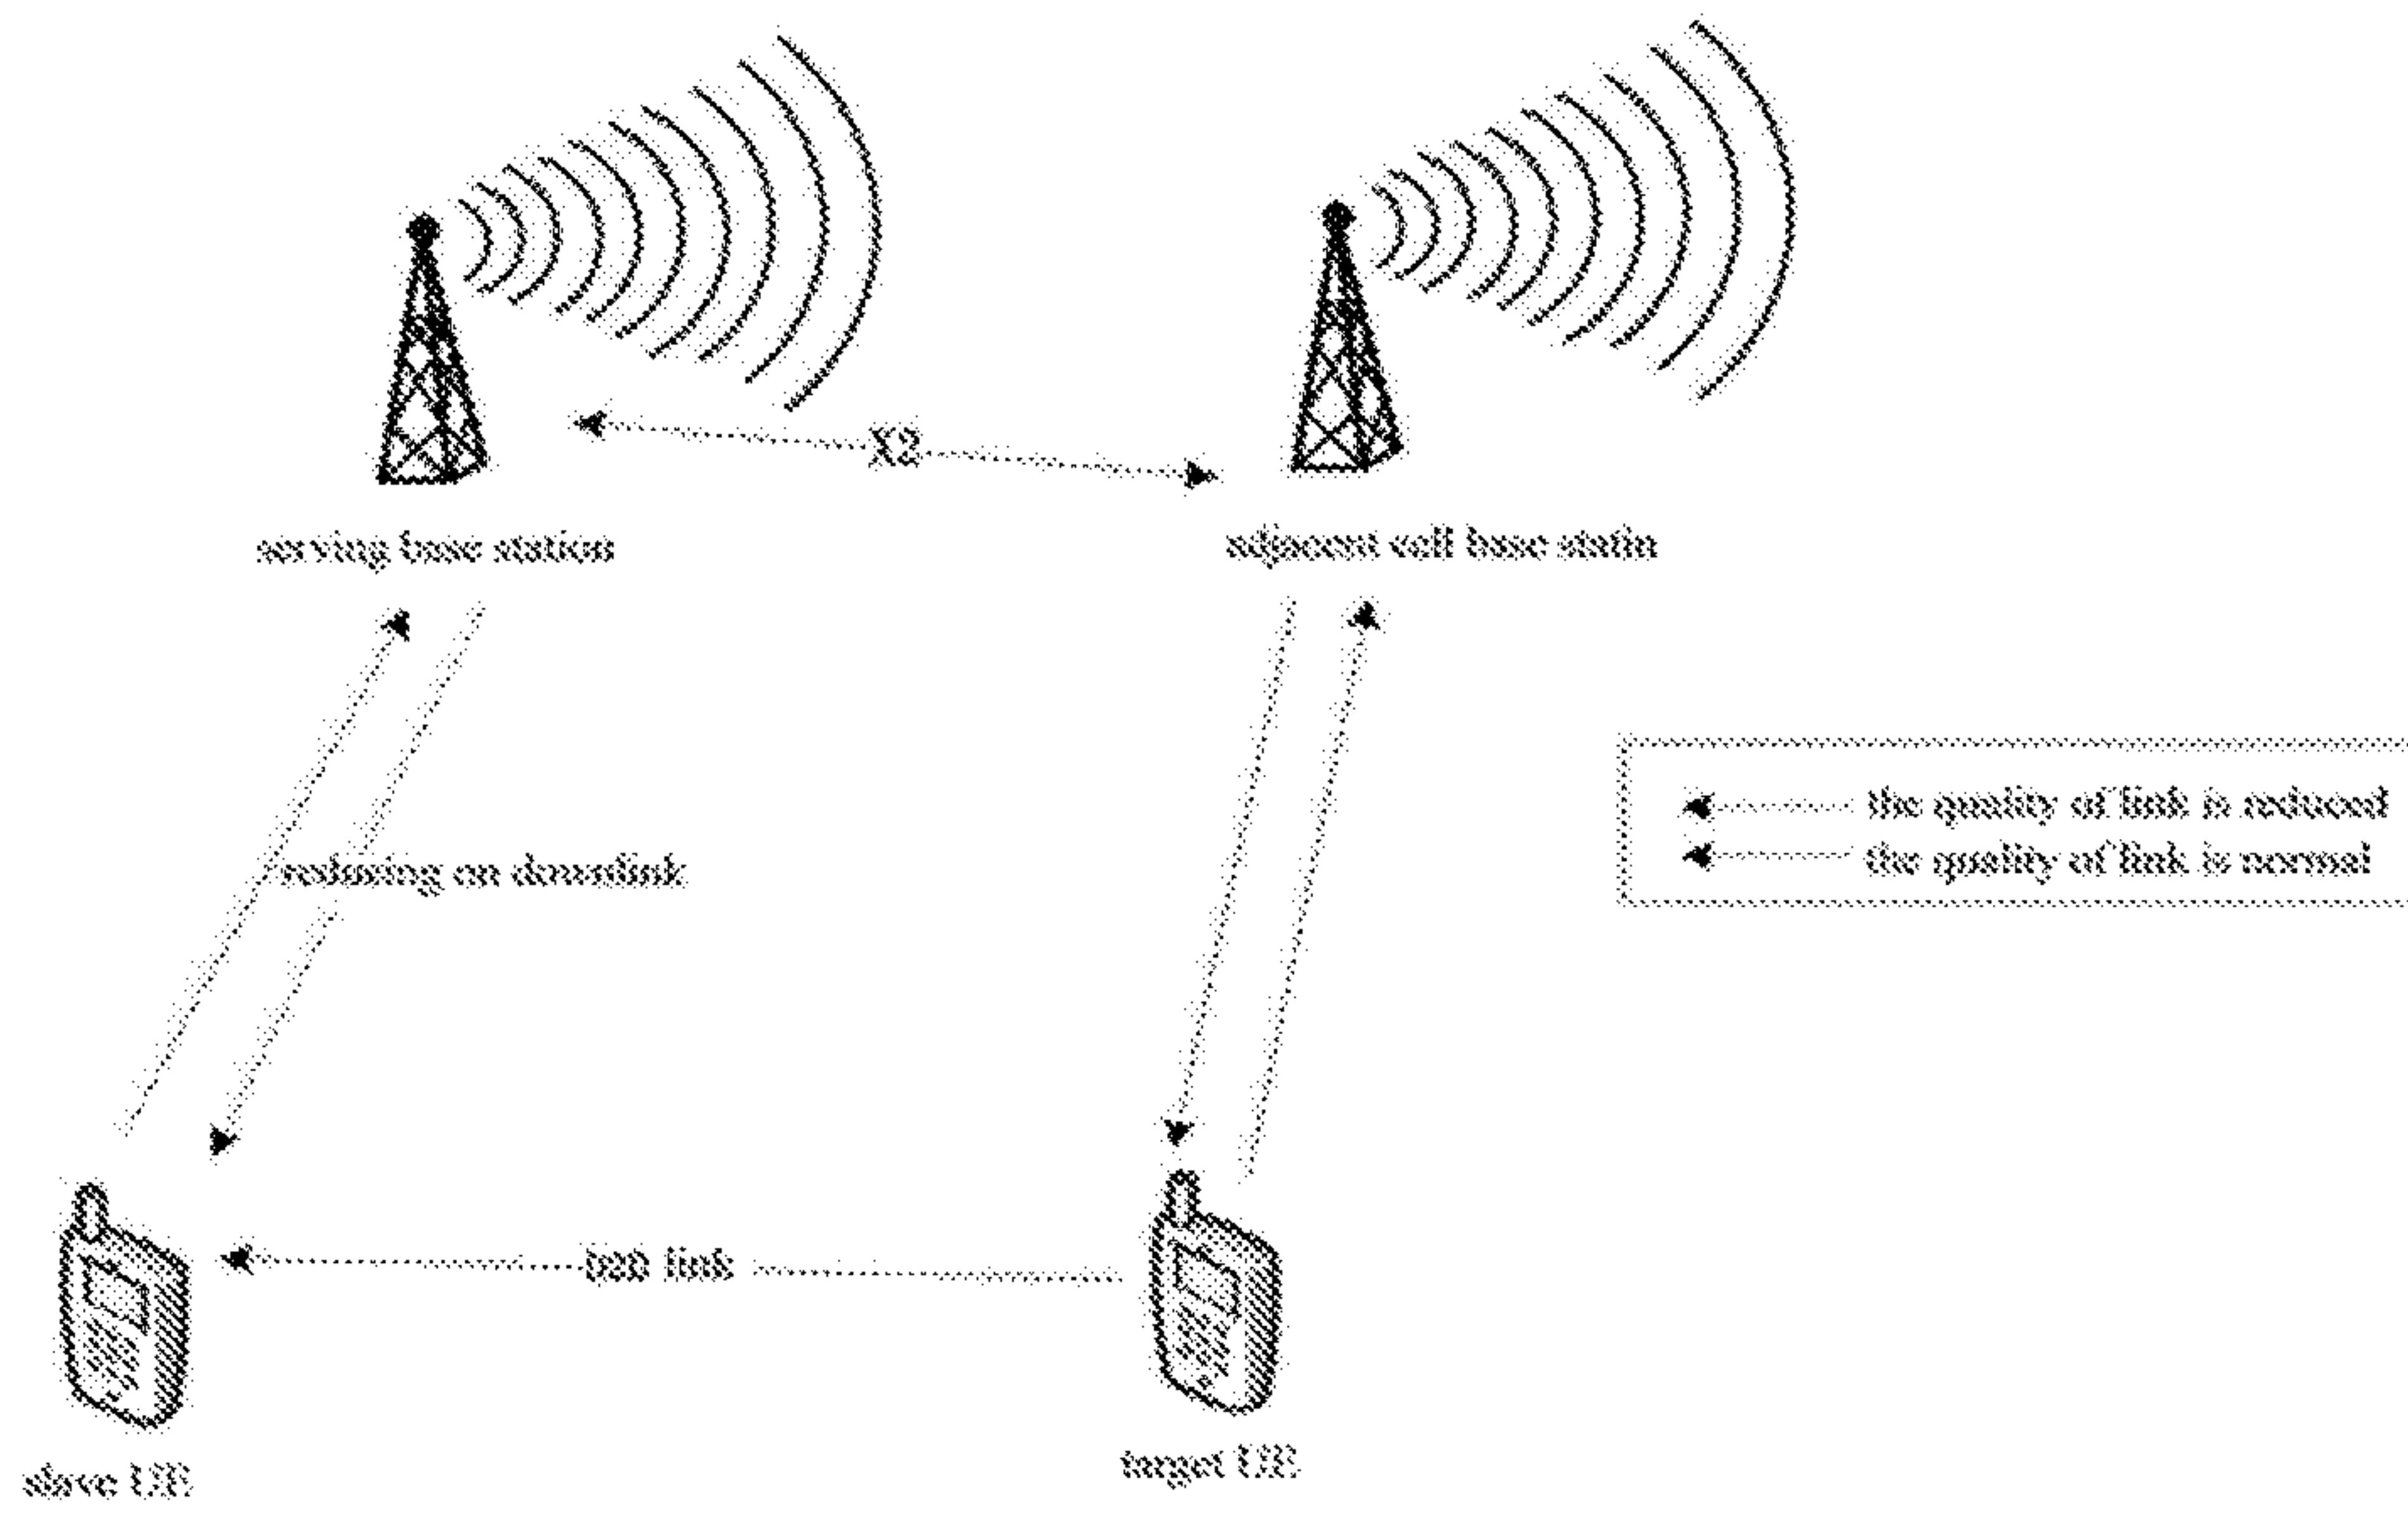 X2
serving base station
adjacent cell base statin
the quality of link is reduced
the quality of link is normal
reducing on downlink
D2D link
slave UE
target UE